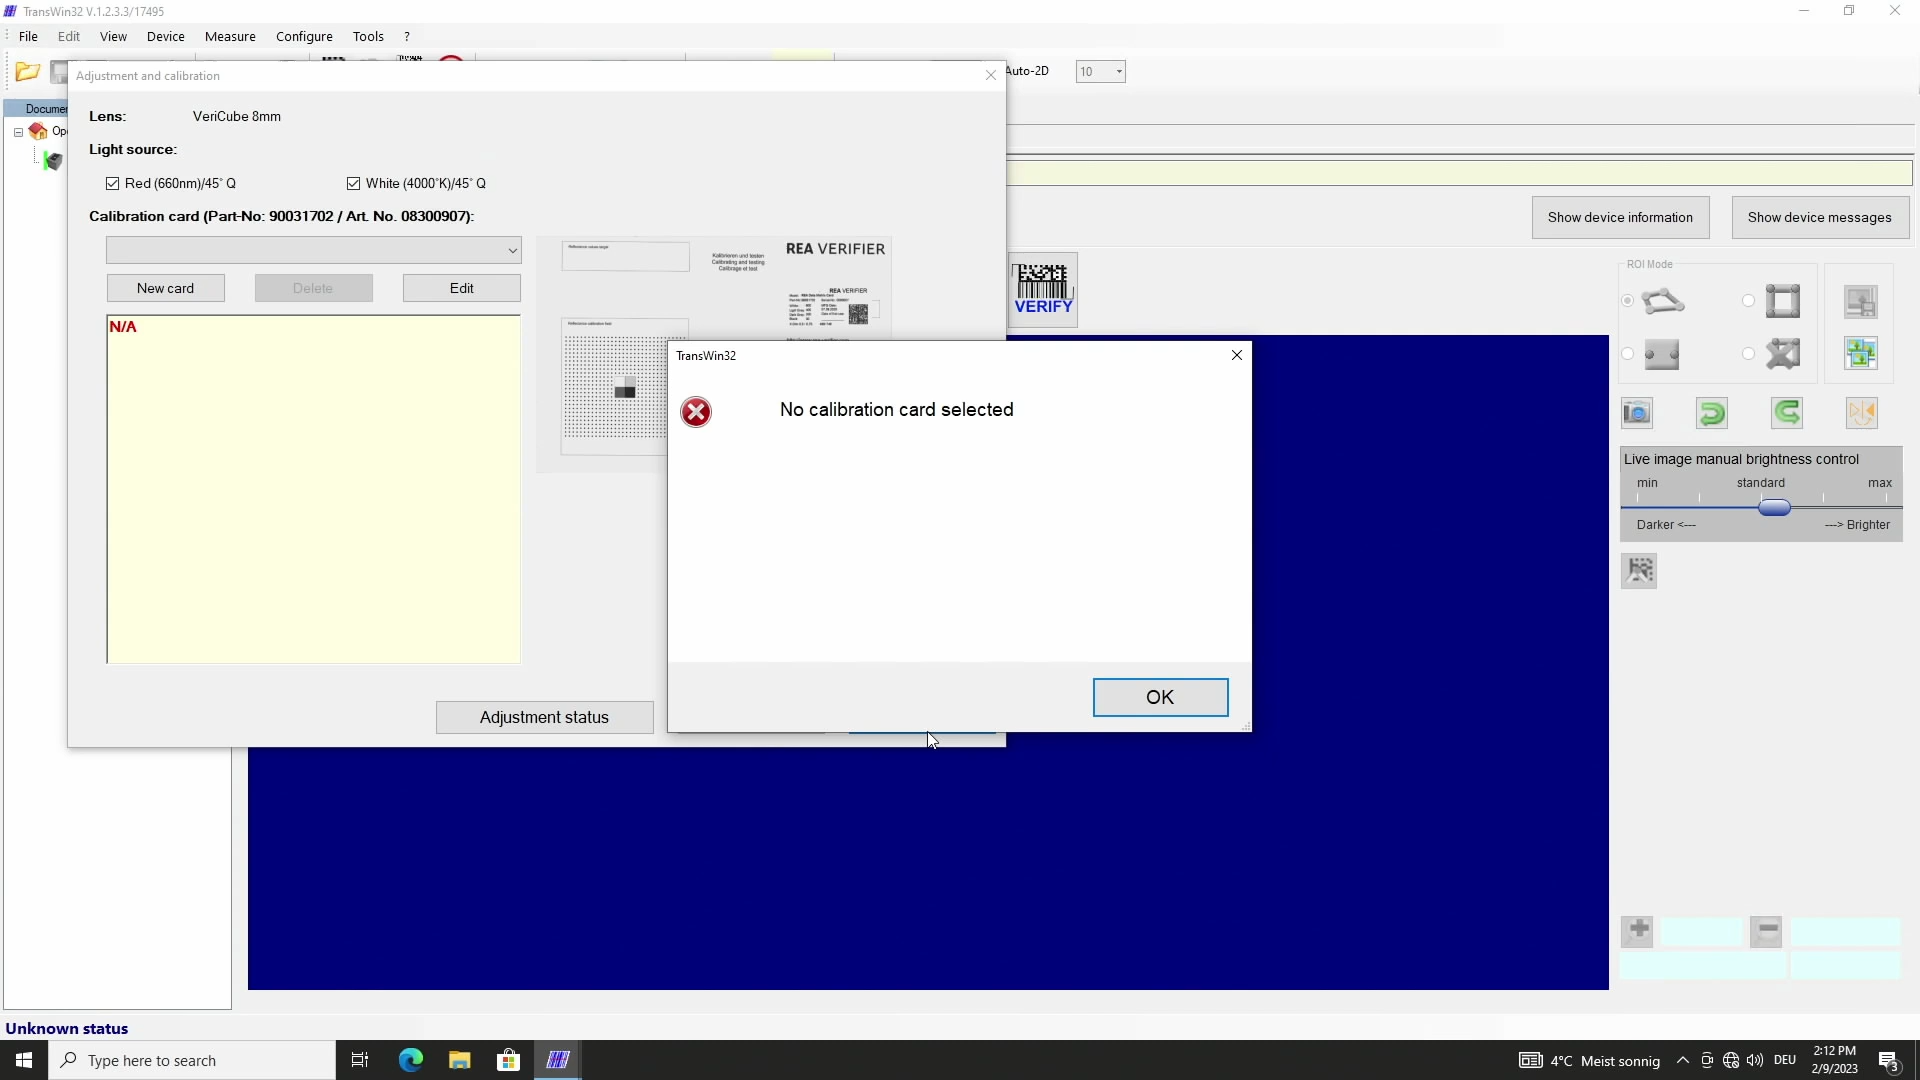 TransWin32 V.1.2.3.3/17495
File Edit View Device Measure Configure Tools ?
Auto-2D 10
Adjustment and calibration
Lens: VeriCube 8mm
Light source:
Red (660nm)/45° Q White (4000°K)/45° Q
Calibration card (Part-No: 90031702 / Art. No. 08300907):
New card Delete Edit
N/A
REA VERIFIER
Kalibrieren und testen
Calibrating and testing
Calibrage et test
REA VERIFIER
Adjustment status
TransWin32
No calibration card selected
OK
Show device information Show device messages
VERIFY
ROI Mode
Live image manual brightness control
min standard max
Darker <--- ---> Brighter
Unknown status
Type here to search
4°C Meist sonnig DEU
2:12 PM
2/9/2023
3